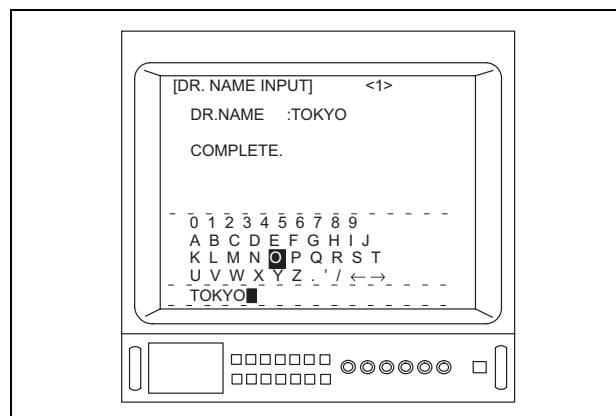 [DR. NAME INPUT] <1>
DR.NAME :TOKYO
COMPLETE.
0 1 2 3 4 5 6 7 8 9
A B C D E F G H I J
K L M N O P Q R S T
U V W X Y Z . ' / ← →
TOKYO